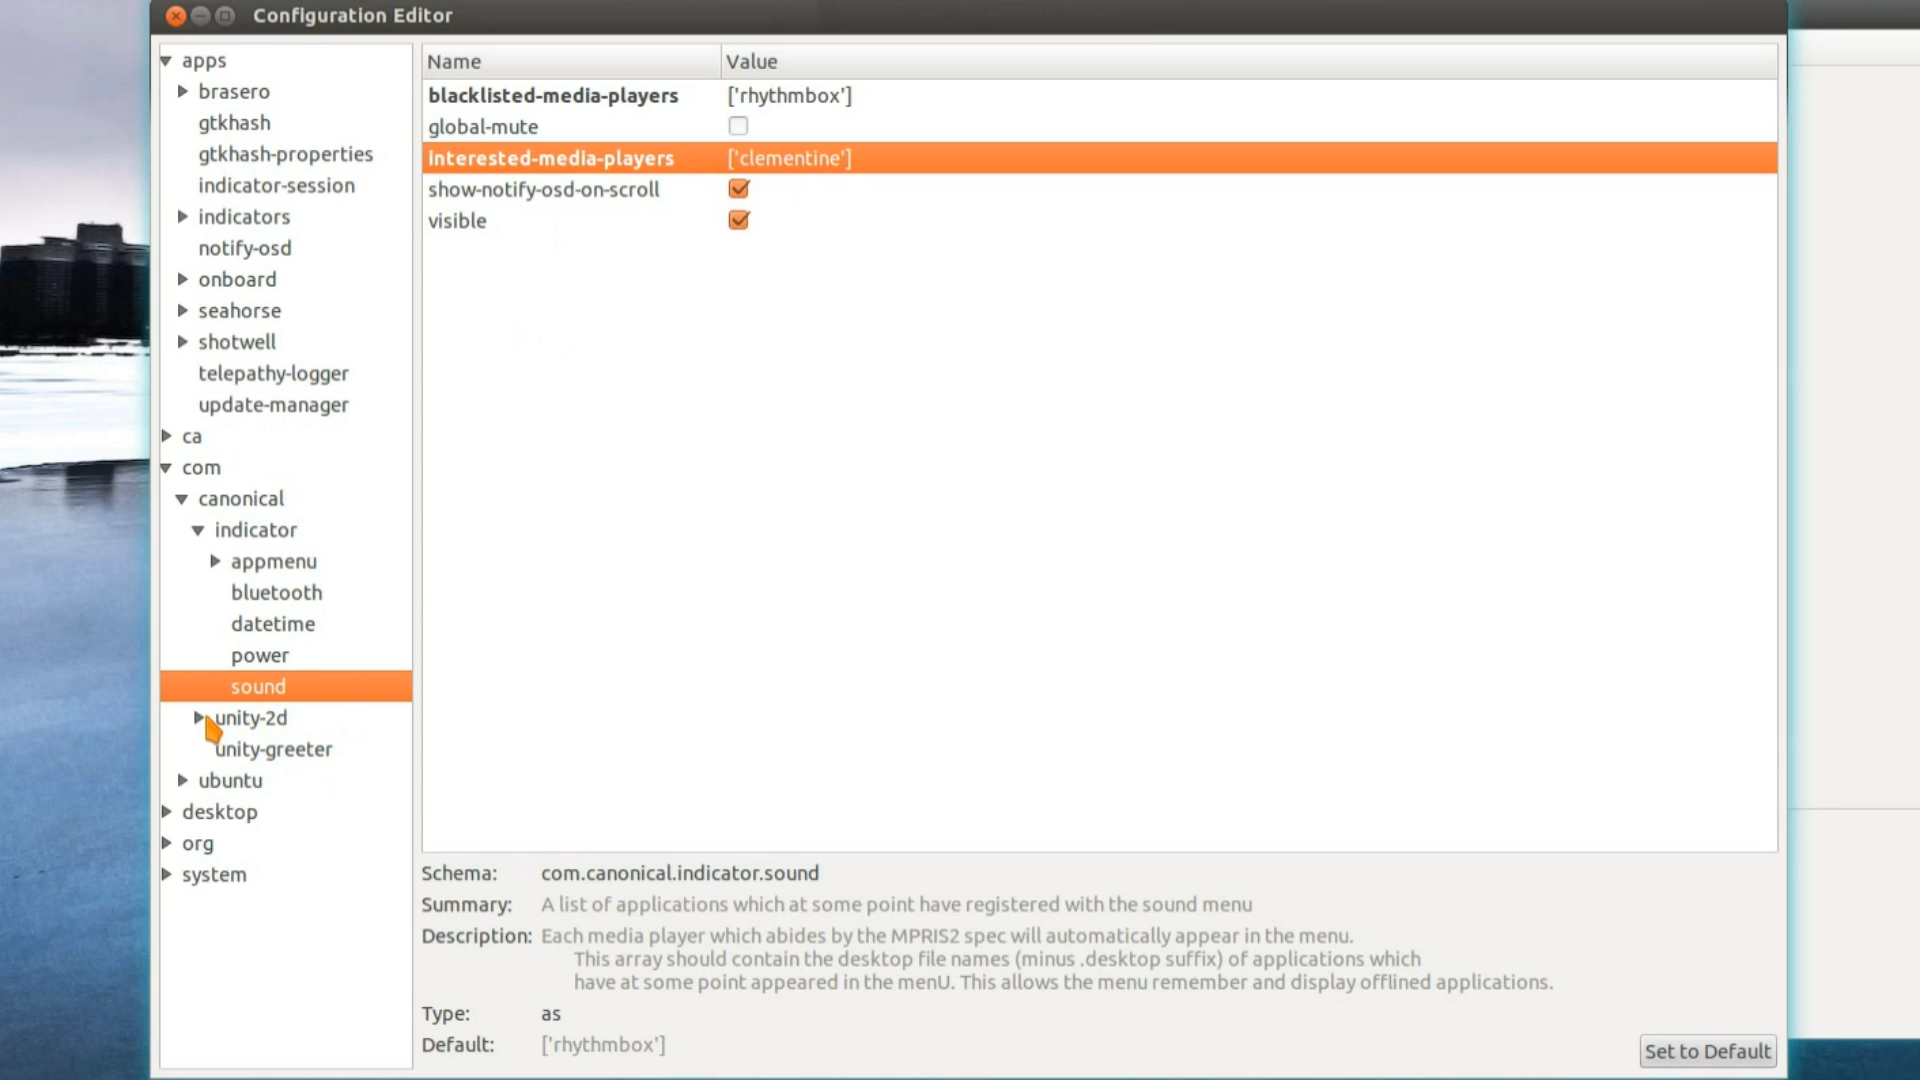 Configuration Editor
apps
brasero
gtkhash
gtkhash-properties
indicator-session
indicators
notify-osd
onboard
seahorse
shotwell
telepathy-logger
update-manager
ca
com
canonical
indicator
appmenu
bluetooth
datetime
power
sound
unity-2d
unity-greeter
ubuntu
desktop
org
system
Name Value
blacklisted-media-players ['rhythmbox']
global-mute
interested-media-players ['clementine']
show-notify-osd-on-scroll
visible
Schema: com.canonical.indicator.sound
Summary: A list of applications which at some point have registered with the sound menu
Description: Each media player which abides by the MPRIS2 spec will automatically appear in the menu.
This array should contain the desktop file names (minus .desktop suffix) of applications which
have at some point appeared in the menU. This allows the menu remember and display offlined applications.
Type: as
Default: ['rhythmbox']
Set to Default